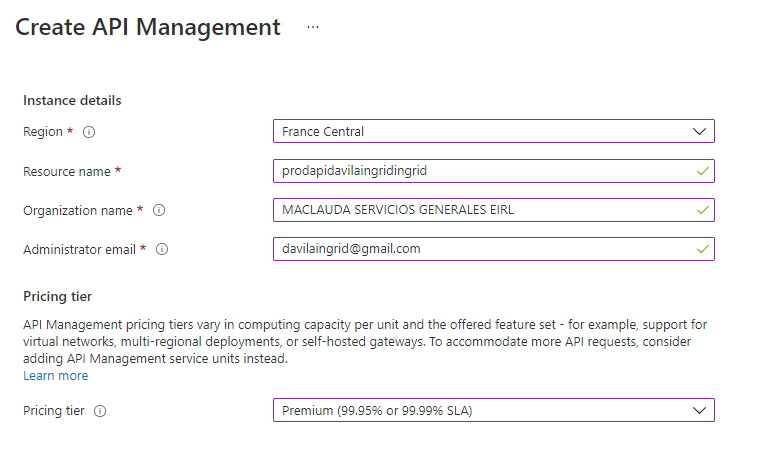 Create API Management ...
Instance details
Region * France Central
Resource name * prodapidavilaingridingrid
Organization name * MACLAUDA SERVICIOS GENERALES EIRL
Administrator email * davilaingrid@gmail.com
Pricing tier
API Management pricing tiers vary in computing capacity per unit and the offered feature set - for example, support for
virtual networks, multi-regional deployments, or self-hosted gateways. To accommodate more API requests, consider
adding API Management service units instead.
Learn more
Pricing tier Premium (99.95% or 99.99% SLA)